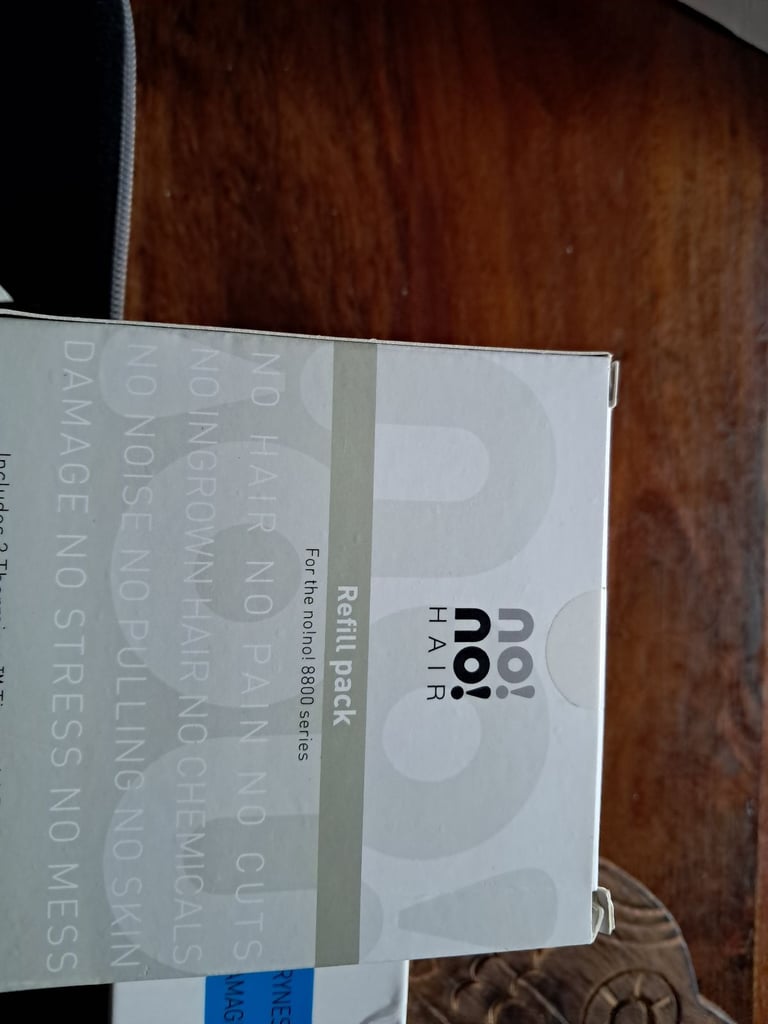 no!
no!
HAIR
Refill pack
For the no!no! 8800 series
NO HAIR NO PAIN NO CUTS
NO INGROWN HAIR NO CHEMICALS
NO NOISE NO PULLING NO SKIN
DAMAGE NO STRESS NO MESS